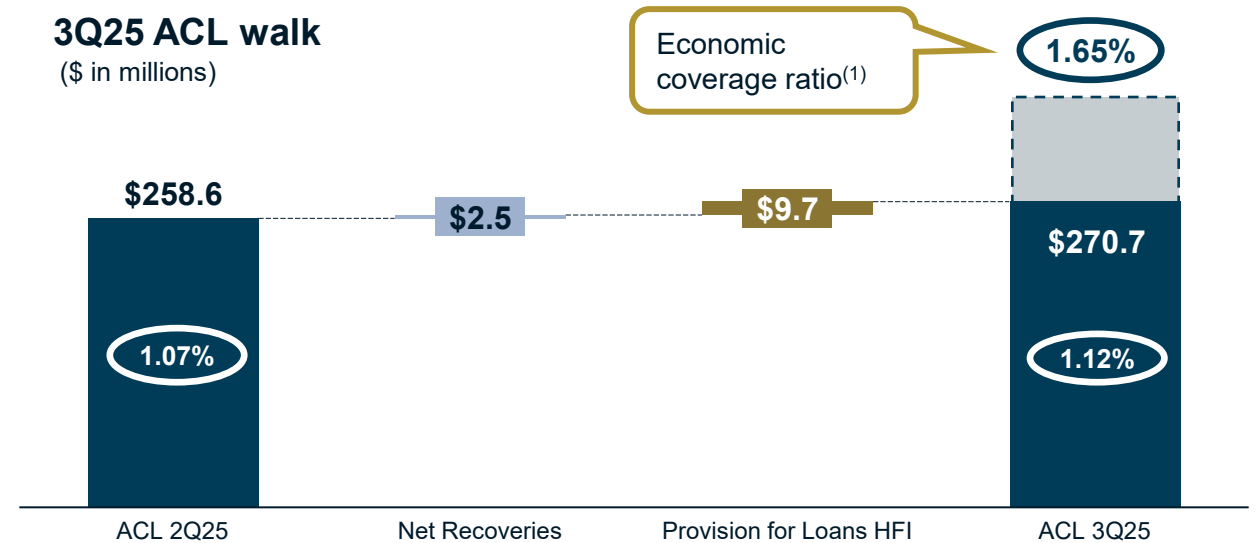 3Q25 ACL walk
($ in millions)
Economic
coverage ratio(1)
1.65%
$258.6
$2.5
$9.7
$270.7
1.07%
1.12%
ACL 2Q25
Net Recoveries
Provision for Loans HFI
ACL 3Q25